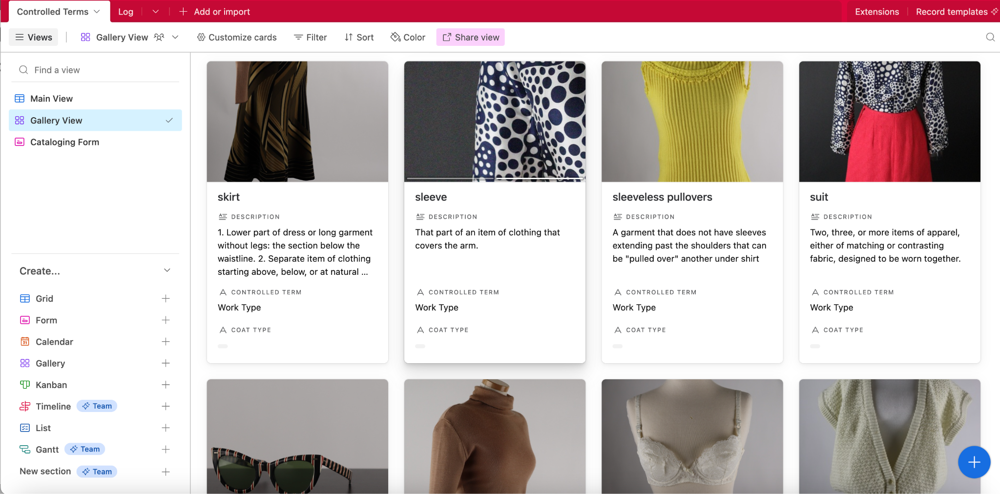 Controlled Terms
Log
Add or import
Extensions
Record templates
Views
Gallery View
Customize cards
Filter
Sort
Color
Share view
Find a view
Main View
Gallery View
Cataloging Form
Create...
Grid
Form
31
Calendar
Gallery
Kanban
Timeline
Team
List
Gantt
Team
New section
Team
skirt
DESCRIPTION
1. Lower part of dress or long garment
without legs: the section below the
waistline. 2. Separate item of clothing
starting above, below, or at natural ...
CONTROLLED TERM
Work Type
COAT TYPE
sleeve
DESCRIPTION
That part of an item of clothing that
covers the arm.
CONTROLLED TERM
Work Type
COAT TYPE
sleeveless pullovers
DESCRIPTION
A garment that does not have sleeves
extending past the shoulders that can
be "pulled over" another under shirt
CONTROLLED TERM
Work Type
COAT TYPE
suit
DESCRIPTION
Two, three, or more items of apparel,
either of matching or contrasting
fabric, designed to be worn together.
CONTROLLED TERM
Work Type
COAT TYPE